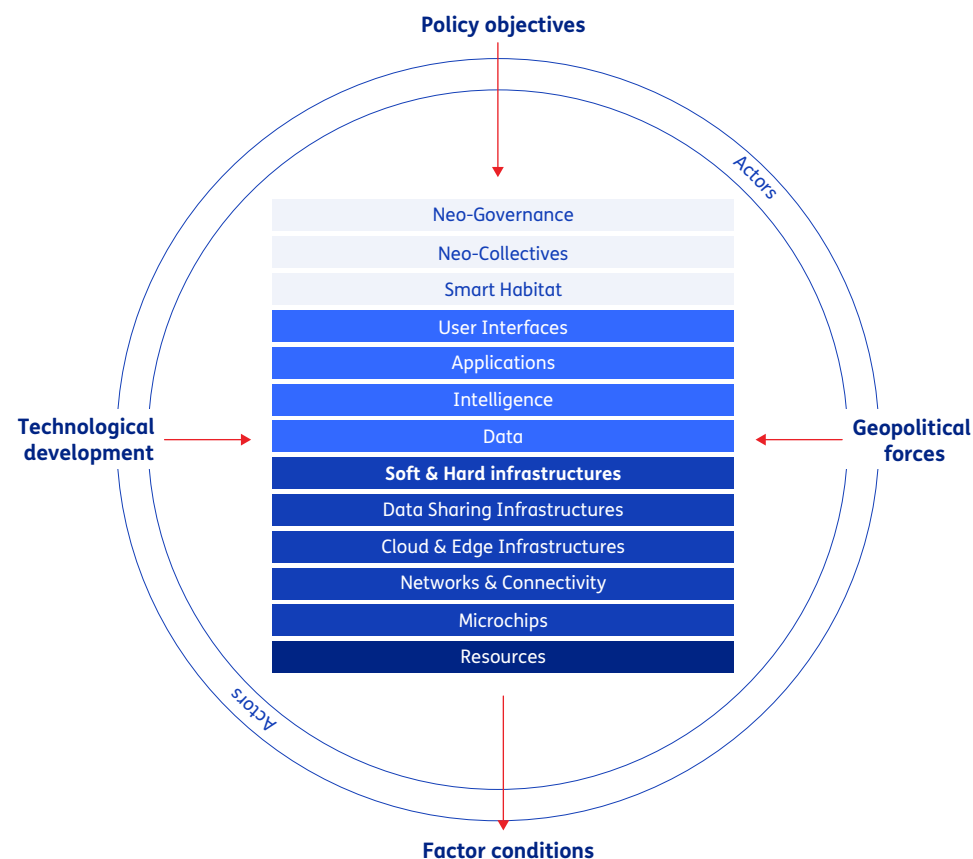 Policy objectives
Actors
Neo-Governance
Neo-Collectives
Smart Habitat
User Interfaces
Applications
Intelligence
Technological
development
Data
Geopolitical
forces
Soft & Hard infrastructures
Data Sharing Infrastructures
Cloud & Edge Infrastructures
Networks & Connectivity
Microchips
Resources
Actors
Factor conditions